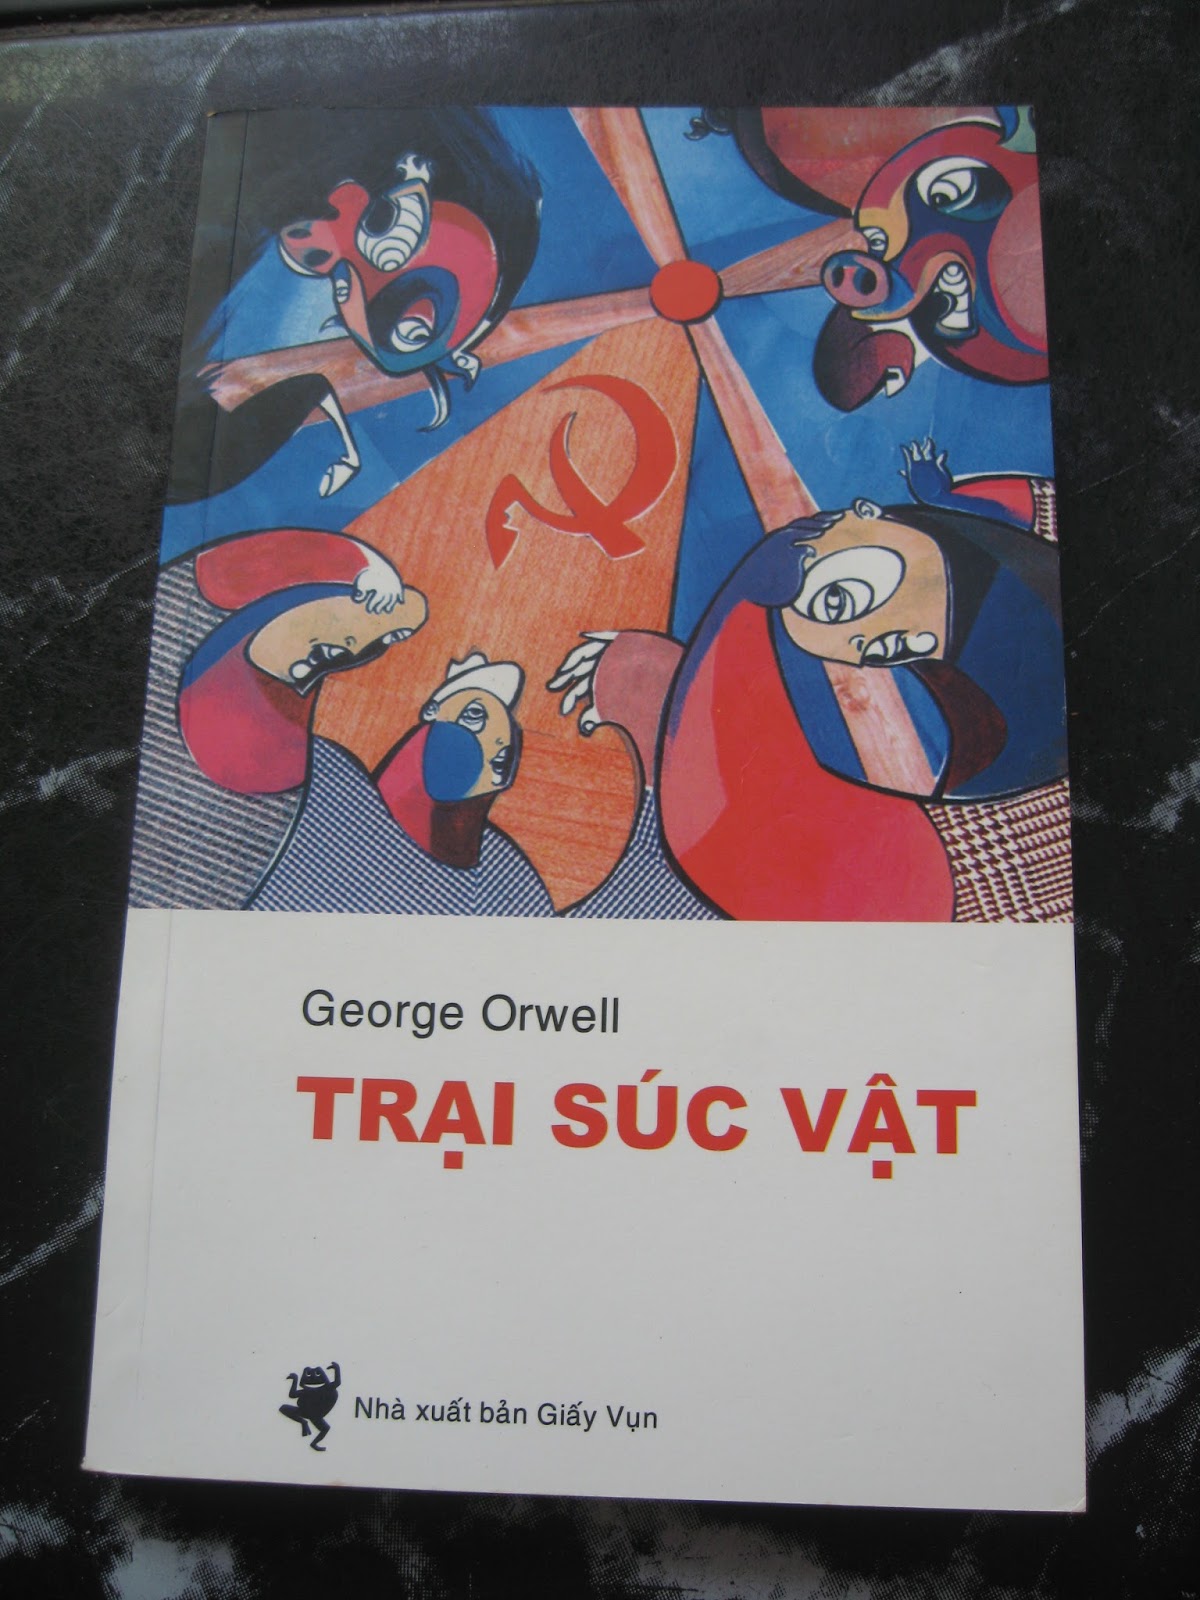 George Orwell
TRẠI SÚC VẬT
Nhà xuất bản Giấy Vụn